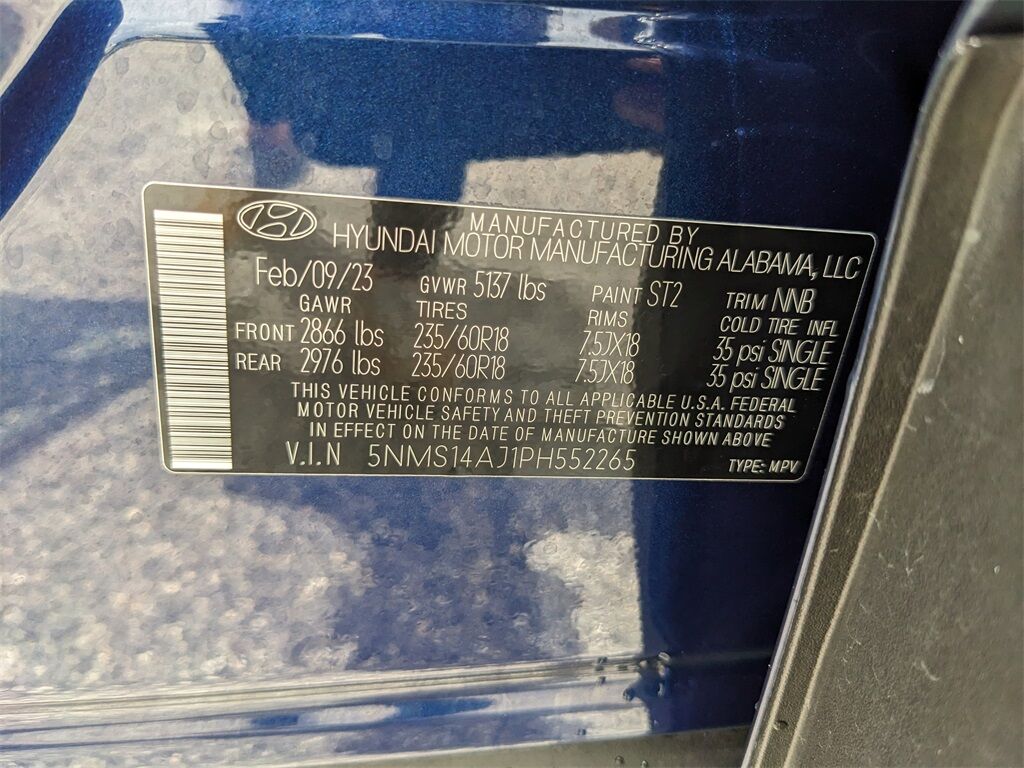 MANUFACTURED BY
HYUNDAI MOTOR MANUFACTURING ALABAMA, LLC
Feb/09/23 GVWR 5137 lbs PAINT ST2 TRIM NNB
GAWR TIRES RIMS COLD TIRE INFL
FRONT 2866 lbs 235/60R18 7.5JX18 35 psi SINGLE
REAR 2976 lbs 235/60R18 7.5JX18 35 psi SINGLE
THIS VEHICLE CONFORMS TO ALL APPLICABLE U.S.A. FEDERAL
MOTOR VEHICLE SAFETY AND THEFT PREVENTION STANDARDS
IN EFFECT ON THE DATE OF MANUFACTURE SHOWN ABOVE
V.I.N 5NMS14AJ1PH552265 TYPE: MPV